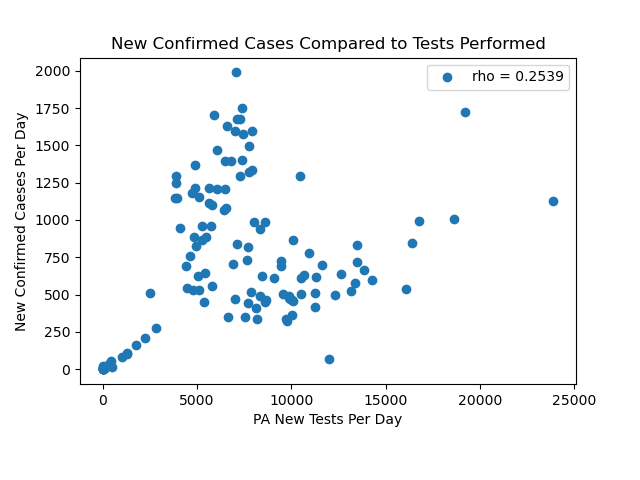 New Confirmed Cases Compared to Tests Performed
rho = 0.2539
New Confirmed Caeses Per Day
2000
1750
1500
1250
1000
750
500
250
0
0 5000 10000 15000 20000 25000
PA New Tests Per Day